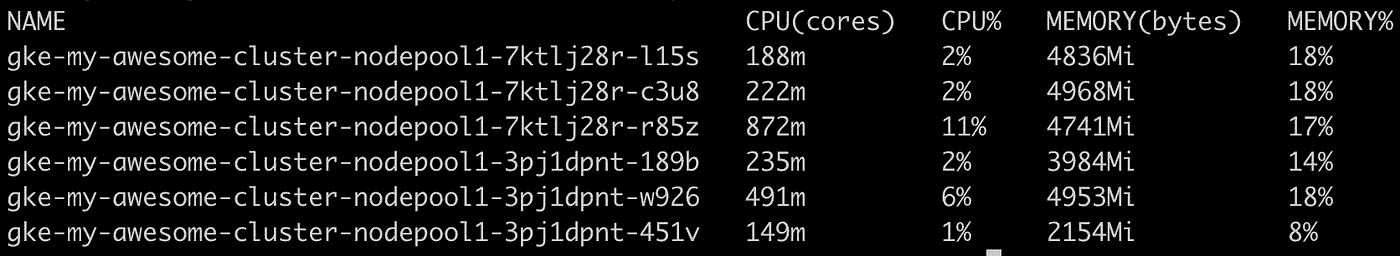 NAME CPU(cores) CPU% MEMORY(bytes) MEMORY%
gke-my-awesome-cluster-nodepool1-7ktlj28r-l15s 188m 2% 4836Mi 18%
gke-my-awesome-cluster-nodepool1-7ktlj28r-c3u8 222m 2% 4968Mi 18%
gke-my-awesome-cluster-nodepool1-7ktlj28r-r85z 872m 11% 4741Mi 17%
gke-my-awesome-cluster-nodepool1-3pj1dpnt-189b 235m 2% 3984Mi 14%
gke-my-awesome-cluster-nodepool1-3pj1dpnt-w926 491m 6% 4953Mi 18%
gke-my-awesome-cluster-nodepool1-3pj1dpnt-451v 149m 1% 2154Mi 8%